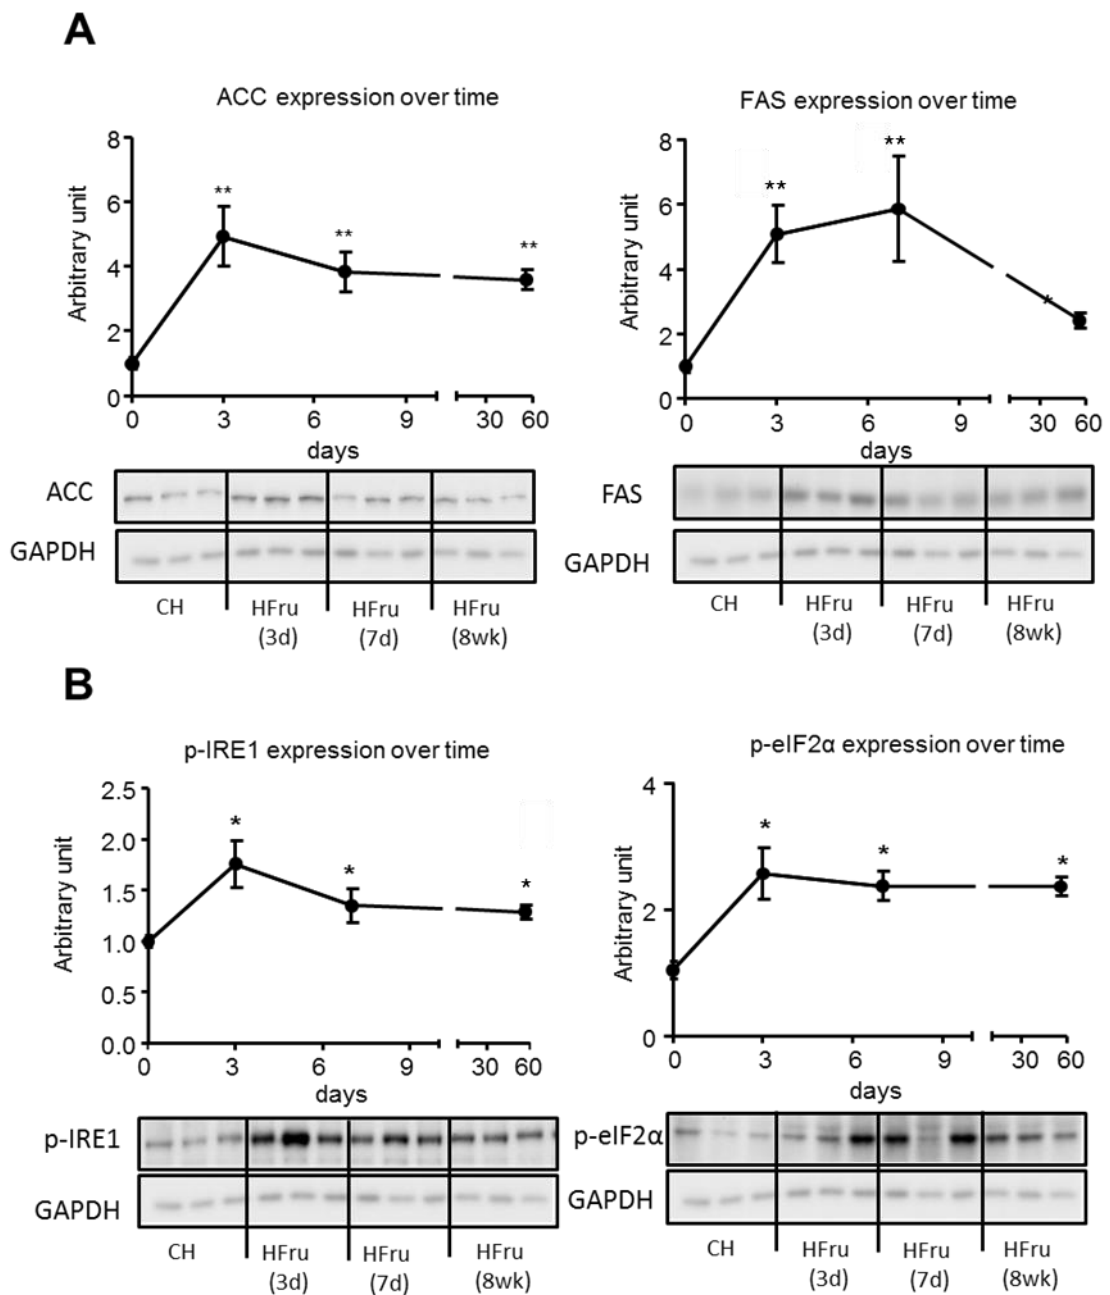 A
ACC expression over time
Arbitrary unit
8
6
4
2
0
** ** **
0 3 6 9 30 60
days
ACC
GAPDH
CH HFru (3d) HFru (7d) HFru (8wk)
FAS expression over time
Arbitrary unit
8
6
4
2
0
** ** *
0 3 6 9 30 60
days
FAS
GAPDH
CH HFru (3d) HFru (7d) HFru (8wk)
B
p-IRE1 expression over time
Arbitrary unit
2.5
2.0
1.5
1.0
0.5
0.0
* * *
0 3 6 9 30 60
days
p-IRE1
GAPDH
CH HFru (3d) HFru (7d) HFru (8wk)
p-eIF2α expression over time
Arbitrary unit
4
2
0
* * *
0 3 6 9 30 60
days
p-eIF2α
GAPDH
CH HFru (3d) HFru (7d) HFru (8wk)